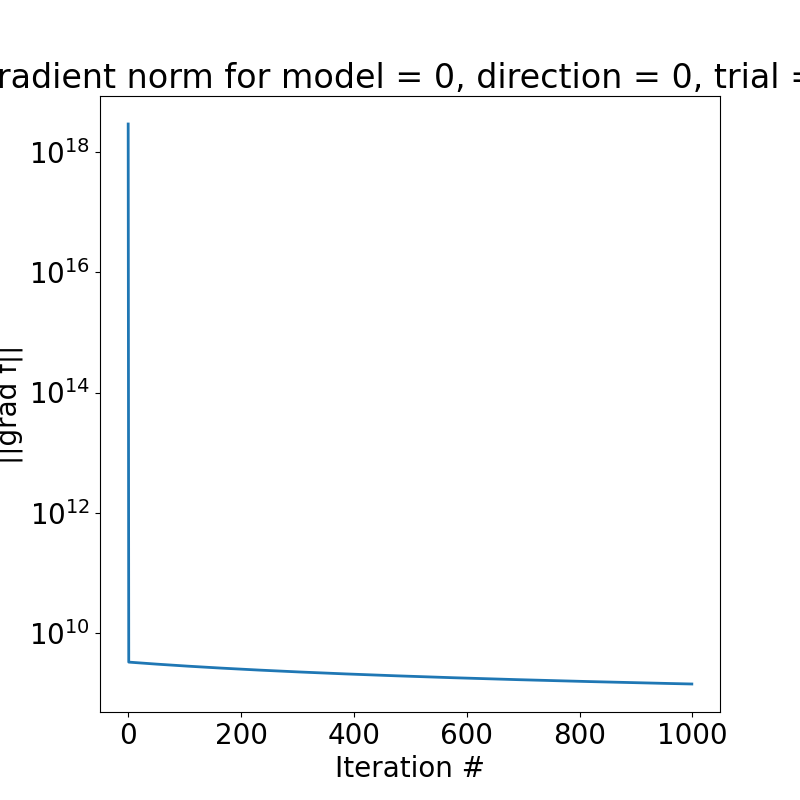 radient norm for model = 0, direction = 0, trial =
10^18
10^16
10^14
10^12
10^10
||grad f||
0 200 400 600 800 1000
Iteration #